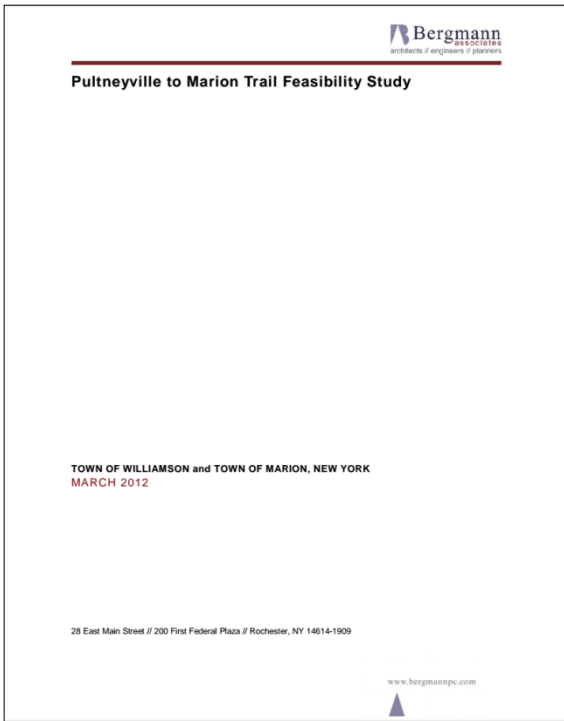 Bergmann
associates
architects // engineers // planners
Pultneyville to Marion Trail Feasibility Study
TOWN OF WILLIAMSON and TOWN OF MARION, NEW YORK
MARCH 2012
28 East Main Street // 200 First Federal Plaza // Rochester, NY 14614-1909
www.bergmannpc.com